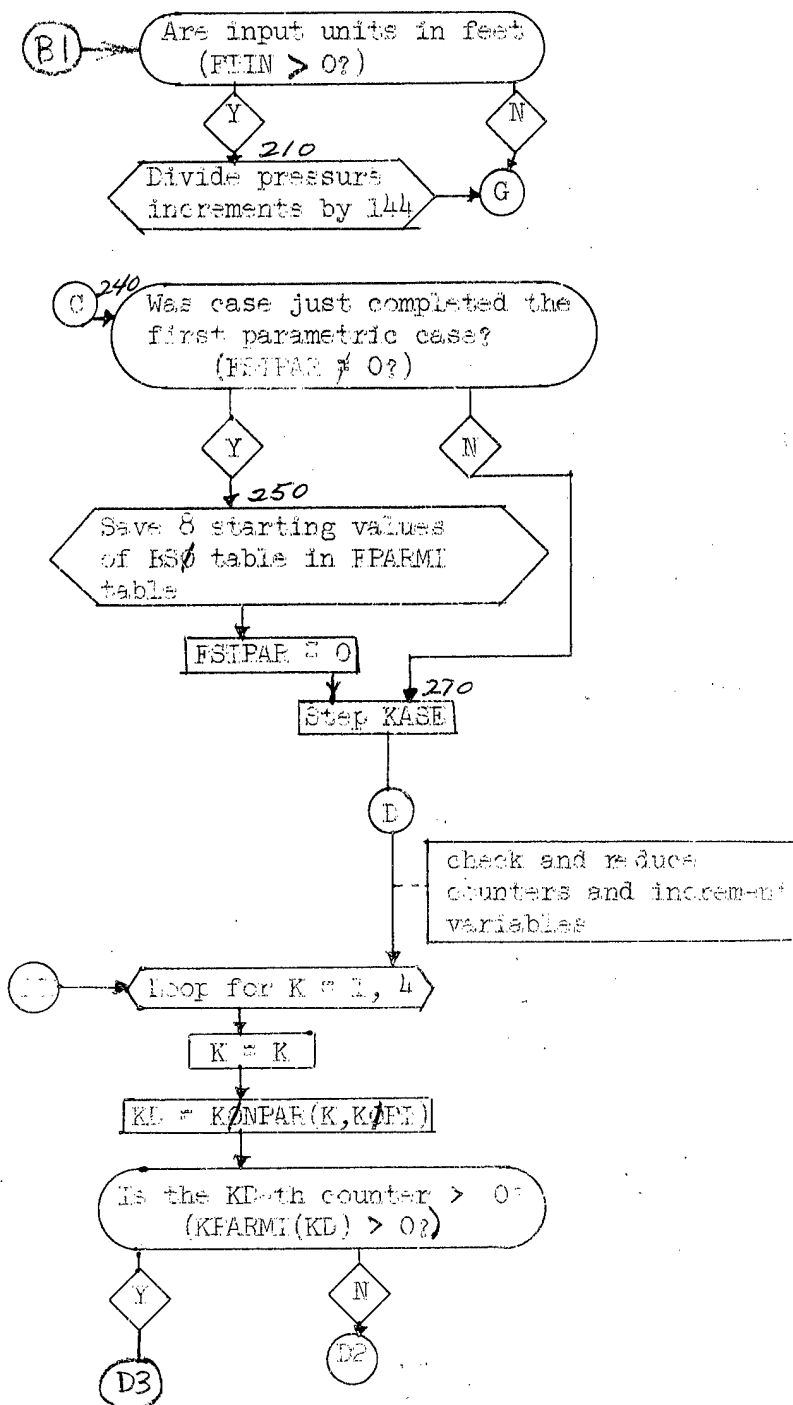 B1
Are input units in feet
(FTIN > 0?)
Y
N
210
Divide pressure
increments by 144
G
C
240
Was case just completed the
first parametric case?
(FSTPAR ≠ 0?)
Y
N
250
Save 8 starting values
of BSØ table in FPARMT
table
FSTPAR = 0
270
Step KASE
D
check and reduce
counters and increment
variables
Loop for K = 1, 4
K = K
KD = KØNPAR(K,KØPT)
Is the KD-th counter > 0?
(KPARMT(KD) > 0?)
Y
N
D2
D3